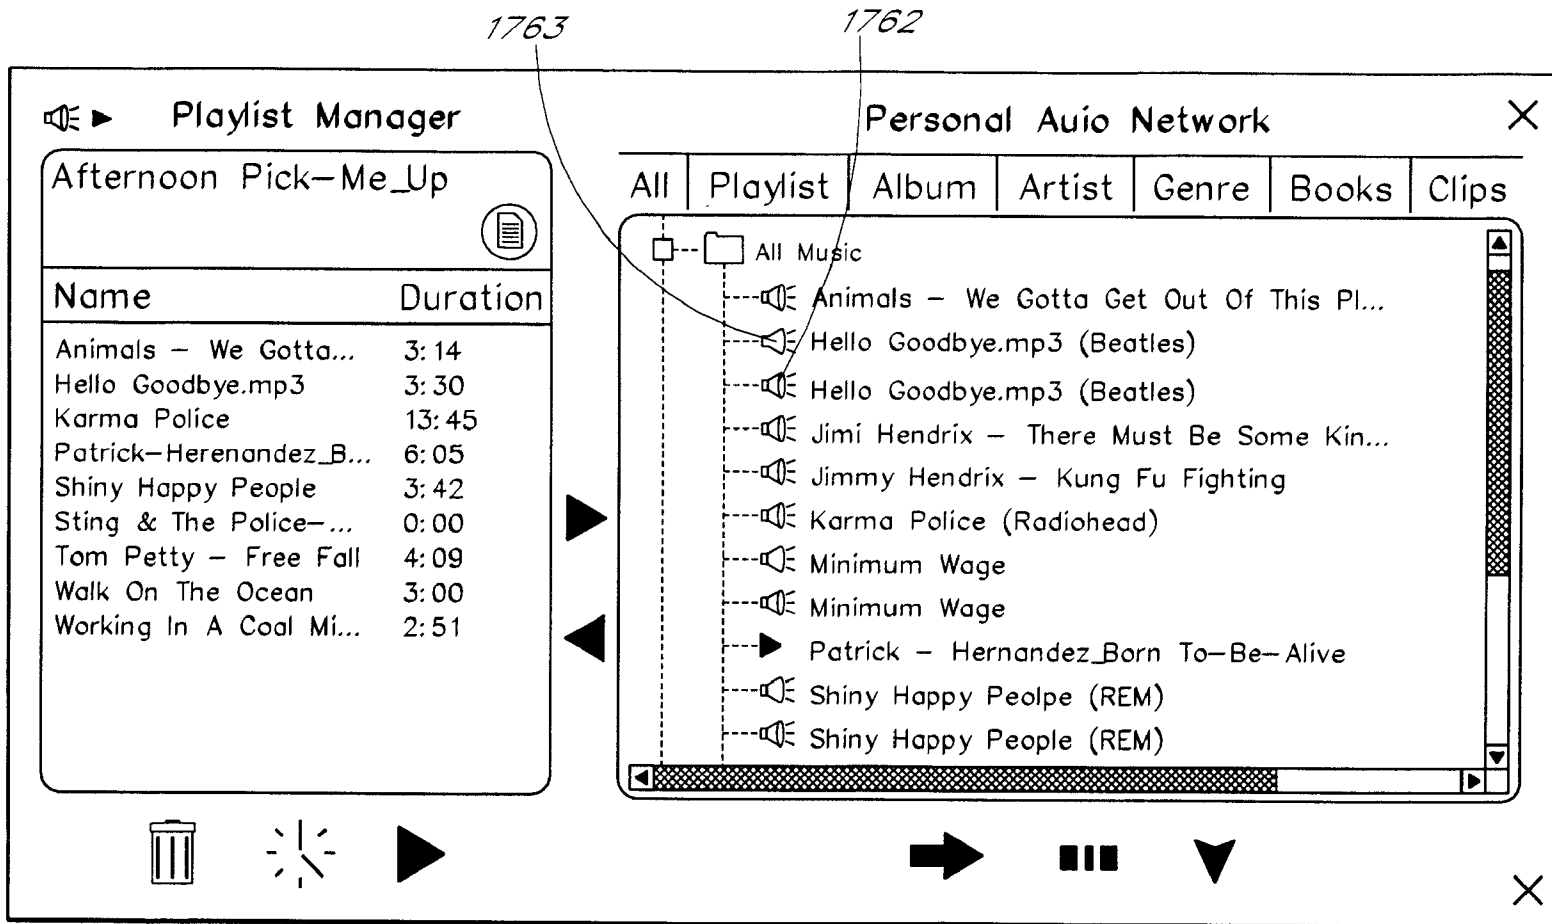 1763
1762
Playlist Manager
Personal Auio Network
Afternoon Pick-Me_Up
Name Duration
Animals - We Gotta... 3:14
Hello Goodbye.mp3 3:30
Karma Police 13:45
Patrick-Herenandez_B... 6:05
Shiny Happy People 3:42
Sting & The Police-... 0:00
Tom Petty - Free Fall 4:09
Walk On The Ocean 3:00
Working In A Coal Mi... 2:51
All Playlist Album Artist Genre Books Clips
All Music
Animals - We Gotta Get Out Of This Pl...
Hello Goodbye.mp3 (Beatles)
Hello Goodbye.mp3 (Beatles)
Jimi Hendrix - There Must Be Some Kin...
Jimmy Hendrix - Kung Fu Fighting
Karma Police (Radiohead)
Minimum Wage
Minimum Wage
Patrick - Hernandez_Born To-Be-Alive
Shiny Happy Peolpe (REM)
Shiny Happy People (REM)